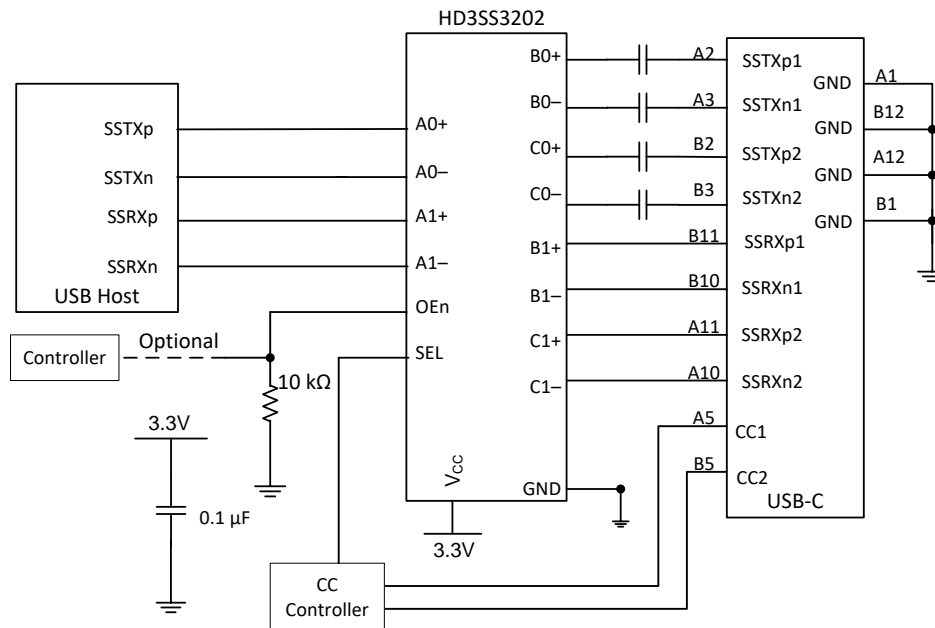 HD3SS3202
SSTXp
SSTXn
SSRXp
SSRXn
USB Host
A0+
A0–
A1+
A1–
OEn
SEL
B0+
B0–
C0+
C0–
B1+
B1–
C1+
C1–
GND
VCC
3.3V
A2
A3
B2
B3
B11
B10
A11
A10
A5
B5
SSTXp1
SSTXn1
SSTXp2
SSTXn2
SSRXp1
SSRXn1
SSRXp2
SSRXn2
CC1
CC2
USB-C
GND
A1
GND
B12
GND
A12
GND
B1
Controller
Optional
10 kΩ
3.3V
0.1 µF
CC
Controller